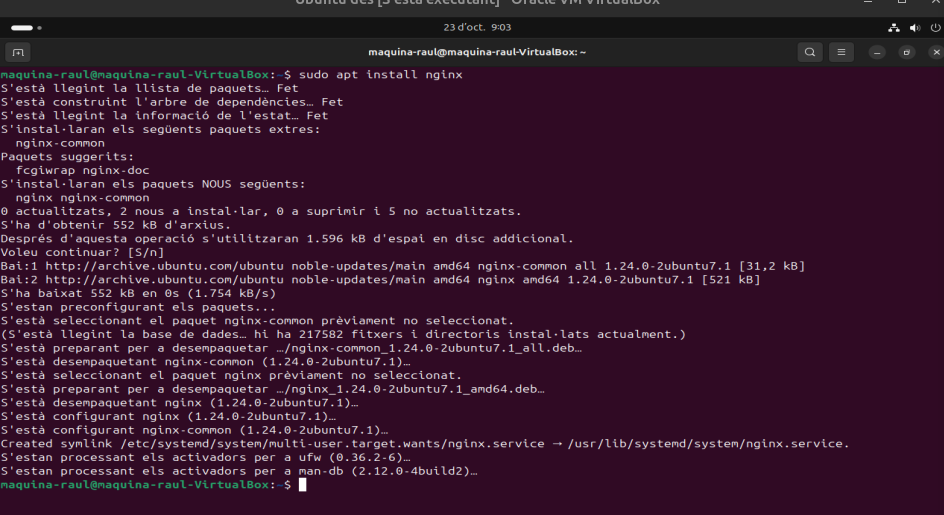 Ubuntu des [S'està executant] - Oracle VM VirtualBox
23 d'oct. 9:03
maquina-raul@maquina-raul-VirtualBox: ~
maquina-raul@maquina-raul-VirtualBox:~$ sudo apt install nginx
S'està llegint la llista de paquets… Fet
S'està construint l'arbre de dependències… Fet
S'està llegint la informació de l'estat… Fet
S'instal·laran els següents paquets extres:
  nginx-common
Paquets suggerits:
  fcgiwrap nginx-doc
S'instal·laran els paquets NOUS següents:
  nginx nginx-common
0 actualitzats, 2 nous a instal·lar, 0 a suprimir i 5 no actualitzats.
S'ha d'obtenir 552 kB d'arxius.
Després d'aquesta operació s'utilitzaran 1.596 kB d'espai en disc addicional.
Voleu continuar? [S/n]
Bai:1 http://archive.ubuntu.com/ubuntu noble-updates/main amd64 nginx-common all 1.24.0-2ubuntu7.1 [31,2 kB]
Bai:2 http://archive.ubuntu.com/ubuntu noble-updates/main amd64 nginx amd64 1.24.0-2ubuntu7.1 [521 kB]
S'ha baixat 552 kB en 0s (1.754 kB/s)
S'estan preconfigurant els paquets...
S'està seleccionant el paquet nginx-common prèviament no seleccionat.
(S'està llegint la base de dades… hi ha 217582 fitxers i directoris instal·lats actualment.)
S'està preparant per a desempaquetar …/nginx-common_1.24.0-2ubuntu7.1_all.deb…
S'està desempaquetant nginx-common (1.24.0-2ubuntu7.1)…
S'està seleccionant el paquet nginx prèviament no seleccionat.
S'està preparant per a desempaquetar …/nginx_1.24.0-2ubuntu7.1_amd64.deb…
S'està desempaquetant nginx (1.24.0-2ubuntu7.1)…
S'està configurant nginx (1.24.0-2ubuntu7.1)…
S'està configurant nginx-common (1.24.0-2ubuntu7.1)…
Created symlink /etc/systemd/system/multi-user.target.wants/nginx.service → /usr/lib/systemd/system/nginx.service.
S'estan processant els activadors per a ufw (0.36.2-6)…
S'estan processant els activadors per a man-db (2.12.0-4build2)…
maquina-raul@maquina-raul-VirtualBox:~$